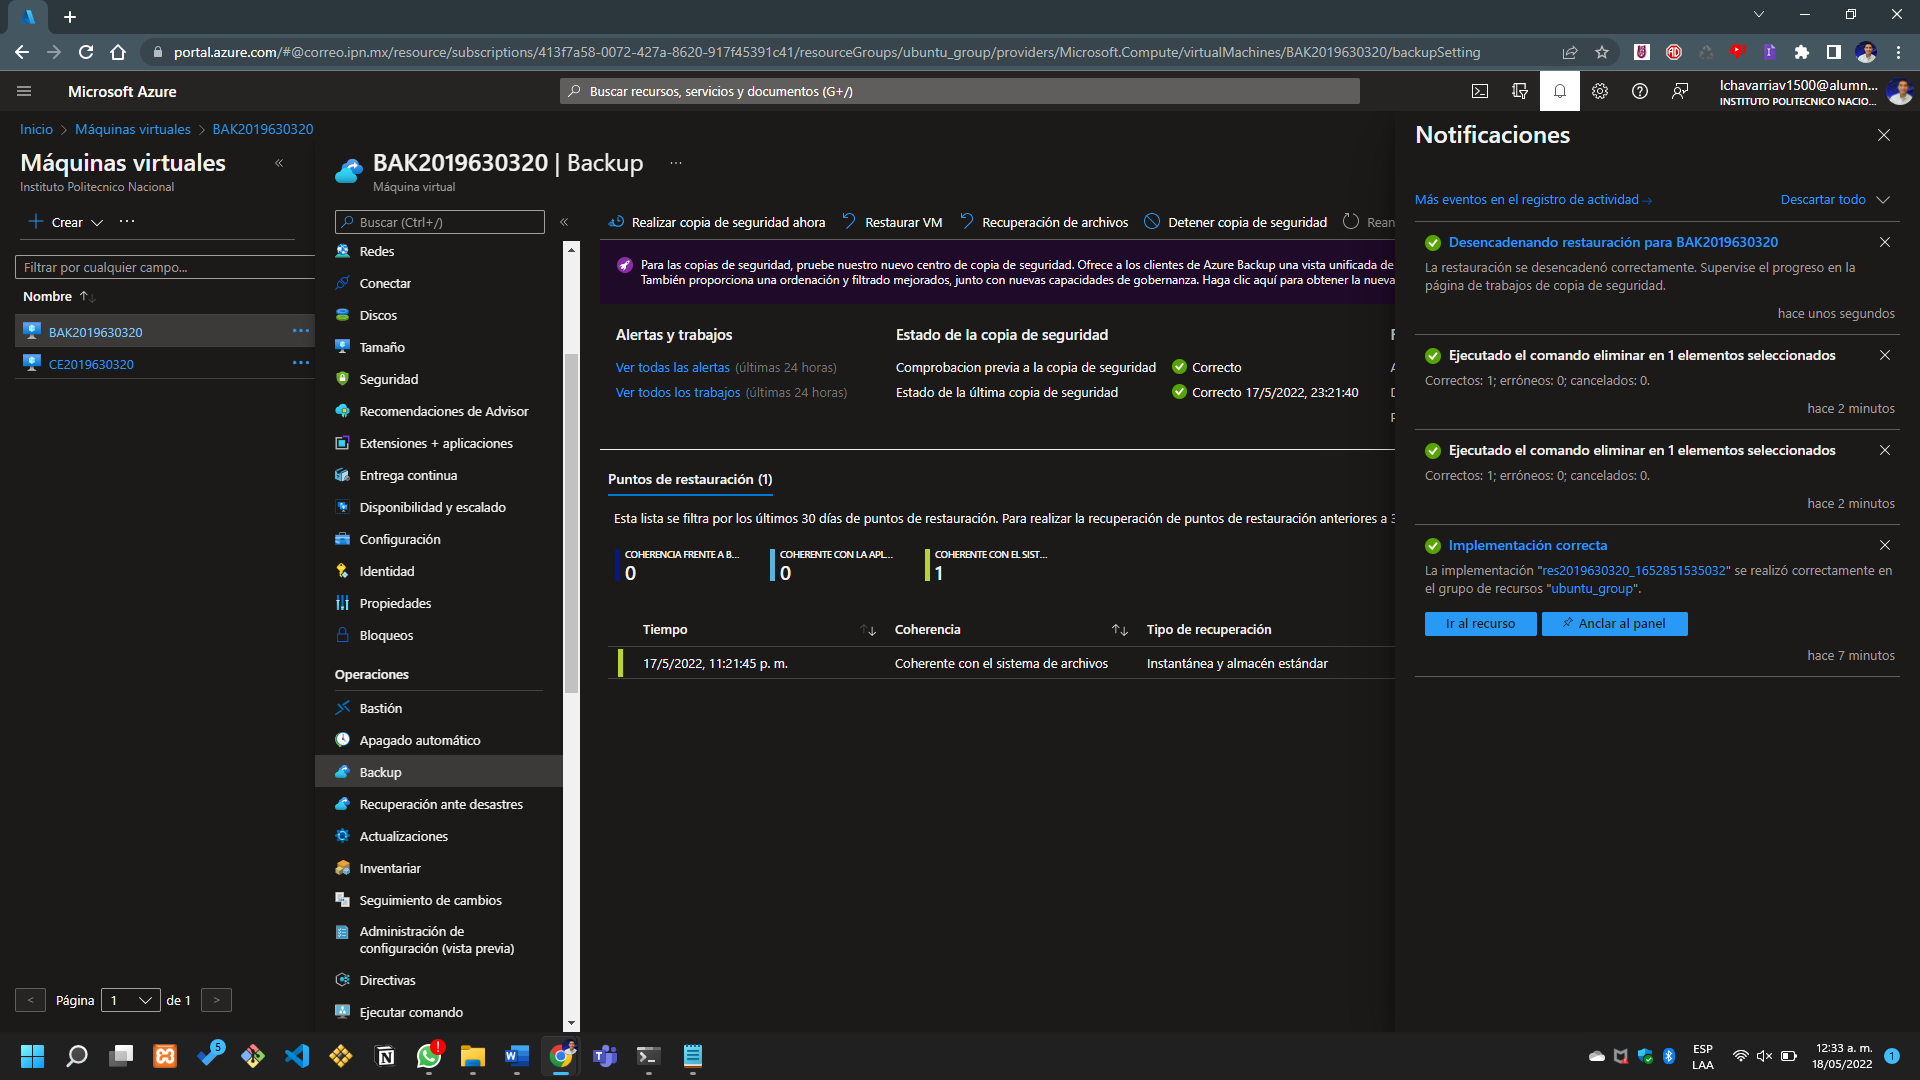 portal.azure.com/#@correo.ipn.mx/resource/subscriptions/413f7a58-0072-427a-8620-917f45391c41/resourceGroups/ubuntu_group/providers/Microsoft.Compute/virtualMachines/BAK2019630320/backupSetting
Microsoft Azure
Buscar recursos, servicios y documentos (G+/)
lchavarriav1500@alumn...
INSTITUTO POLITECNICO NACIO...
Inicio > Máquinas virtuales > BAK2019630320
Máquinas virtuales
Instituto Politecnico Nacional
Crear
Filtrar por cualquier campo...
Nombre
BAK2019630320
CE2019630320
< Página 1 de 1 >
BAK2019630320 | Backup
Máquina virtual
Buscar (Ctrl+/)
Redes
Conectar
Discos
Tamaño
Seguridad
Recomendaciones de Advisor
Extensiones + aplicaciones
Entrega continua
Disponibilidad y escalado
Configuración
Identidad
Propiedades
Bloqueos
Operaciones
Bastión
Apagado automático
Backup
Recuperación ante desastres
Actualizaciones
Inventariar
Seguimiento de cambios
Administración de
configuración (vista previa)
Directivas
Ejecutar comando
Realizar copia de seguridad ahora Restaurar VM Recuperación de archivos Detener copia de seguridad Rean
Para las copias de seguridad, pruebe nuestro nuevo centro de copia de seguridad. Ofrece a los clientes de Azure Backup una vista unificada de
También proporciona una ordenación y filtrado mejorados, junto con nuevas capacidades de gobernanza. Haga clic aquí para obtener la nueva
Alertas y trabajos
Ver todas las alertas (últimas 24 horas)
Ver todos los trabajos (últimas 24 horas)
Estado de la copia de seguridad
Comprobacion previa a la copia de seguridad Correcto
Estado de la última copia de seguridad Correcto 17/5/2022, 23:21:40
Puntos de restauración (1)
Esta lista se filtra por los últimos 30 días de puntos de restauración. Para realizar la recuperación de puntos de restauración anteriores a 3
COHERENCIA FRENTE A B...
0
COHERENTE CON LA APL...
0
COHERENTE CON EL SIST...
1
Tiempo Coherencia Tipo de recuperación
17/5/2022, 11:21:45 p. m. Coherente con el sistema de archivos Instantánea y almacén estándar
Notificaciones
Más eventos en el registro de actividad → Descartar todo
Desencadenando restauración para BAK2019630320
La restauración se desencadenó correctamente. Supervise el progreso en la
página de trabajos de copia de seguridad.
hace unos segundos
Ejecutado el comando eliminar en 1 elementos seleccionados
Correctos: 1; erróneos: 0; cancelados: 0.
hace 2 minutos
Ejecutado el comando eliminar en 1 elementos seleccionados
Correctos: 1; erróneos: 0; cancelados: 0.
hace 2 minutos
Implementación correcta
La implementación "res2019630320_1652851535032" se realizó correctamente en
el grupo de recursos "ubuntu_group".
Ir al recurso Anclar al panel
hace 7 minutos
5
ESP
LAA
12:33 a. m.
18/05/2022
1